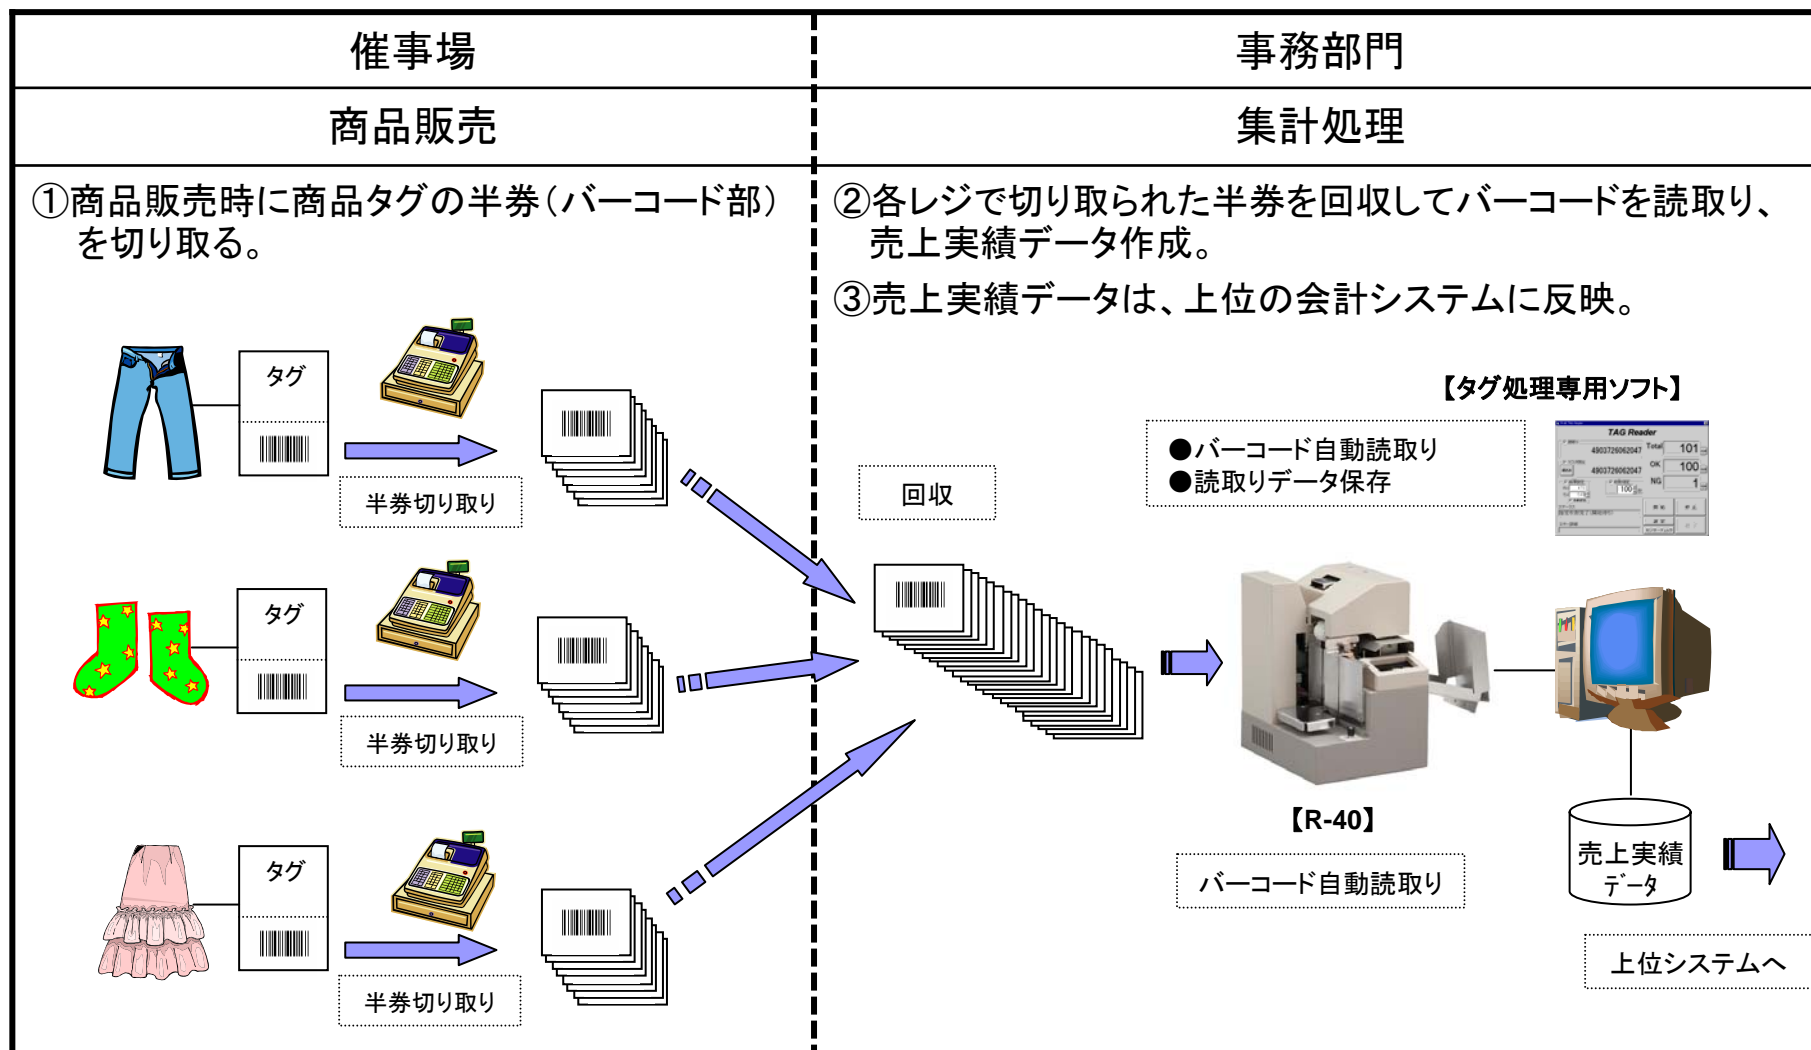 催事場
事務部門
商品販売
集計処理
①商品販売時に商品タグの半券（バーコード部）
を切り取る。
②各レジで切り取られた半券を回収してバーコードを読取り、
売上実績データ作成。
③売上実績データは、上位の会計システムに反映。
タグ
半券切り取り
タグ
半券切り取り
タグ
半券切り取り
回収
●バーコード自動読取り
●読取りデータ保存
【タグ処理専用ソフト】
TAG Reader
4903726062047
Total 101
4903726062047
OK 100
NG 1
100
【R-40】
バーコード自動読取り
売上実績
データ
上位システムへ